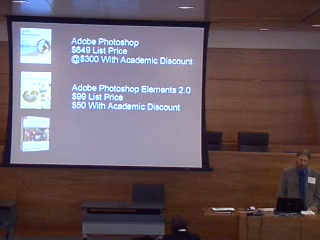 Adobe Photoshop
$649 List Price
@$300 With Academic Discount
Adobe Photoshop Elements 2.0
$99 List Price
$50 With Academic Discount